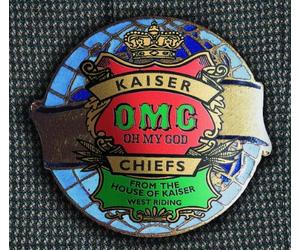 KAISER
OMG
OH MY GOD
CHIEFS
FROM THE
HOUSE OF KAISER
WEST RIDING